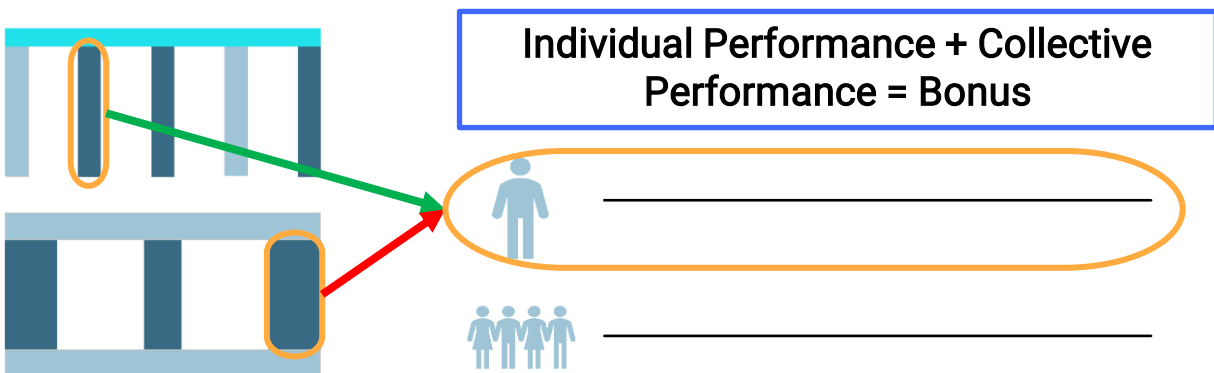 Individual Performance + Collective
Performance = Bonus